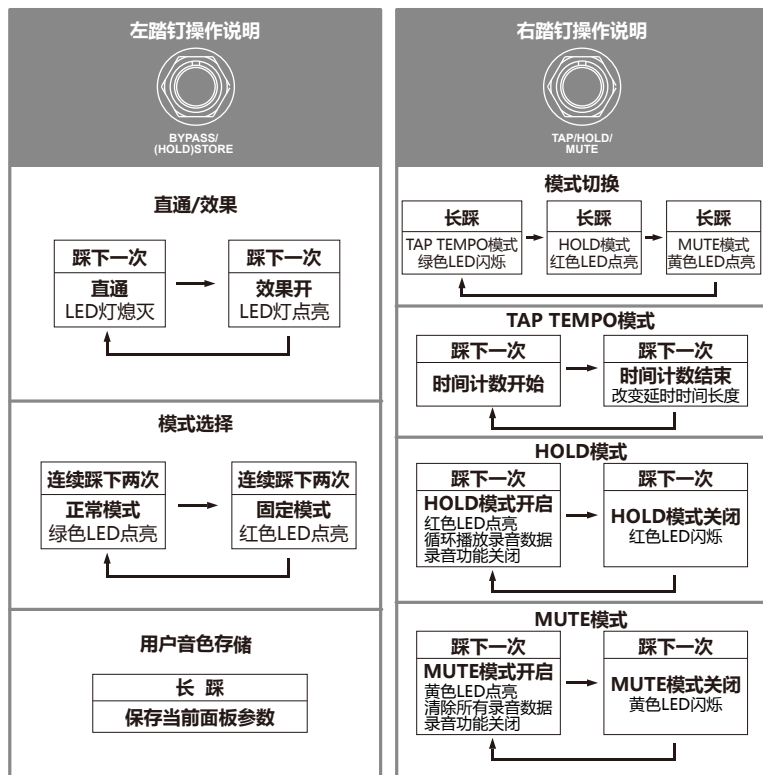 左踏钉操作说明
BYPASS/
(HOLD)STORE
直通/效果
踩下一次
直通
LED灯熄灭
踩下一次
效果开
LED灯点亮
模式选择
连续踩下两次
正常模式
绿色LED点亮
连续踩下两次
固定模式
红色LED点亮
用户音色存储
长 踩
保存当前面板参数
右踏钉操作说明
TAP/HOLD/
MUTE
模式切换
长踩
TAP TEMPO模式
绿色LED闪烁
长踩
HOLD模式
红色LED点亮
长踩
MUTE模式
黄色LED点亮
TAP TEMPO模式
踩下一次
时间计数开始
踩下一次
时间计数结束
改变延时时间长度
HOLD模式
踩下一次
HOLD模式开启
红色LED点亮
循环播放录音数据
录音功能关闭
踩下一次
HOLD模式关闭
红色LED闪烁
MUTE模式
踩下一次
MUTE模式开启
黄色LED点亮
清除所有录音数据
录音功能关闭
踩下一次
MUTE模式关闭
黄色LED闪烁